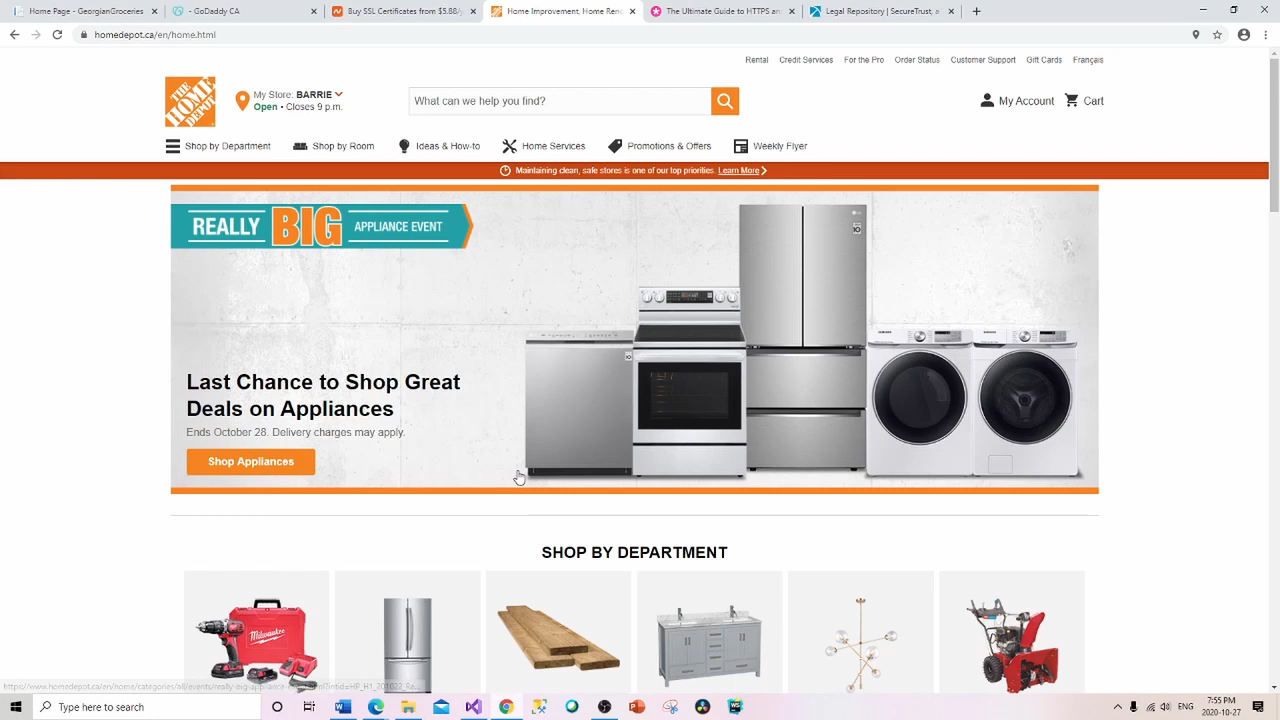 Home Page - GeorgianGroceries
- GoDaddy CA
Buy SSL Certificates from $5.88/y
Home Improvement, Home Ren
The Ultimate Guide to HTTPS an
Legal Repository | SecureTrust, a
homedepot.ca/en/home.html
Rental Credit Services For the Pro Order Status Customer Support Gift Cards Français
THE HOME DEPOT
My Store: BARRIE
Open • Closes 9 p.m.
What can we help you find?
My Account Cart
Shop by Department Shop by Room Ideas & How-to Home Services Promotions & Offers Weekly Flyer
Maintaining clean, safe stores is one of our top priorities. Learn More
REALLY BIG APPLIANCE EVENT
Last Chance to Shop Great
Deals on Appliances
Ends October 28. Delivery charges may apply.
Shop Appliances
SHOP BY DEPARTMENT
Milwaukee
Type here to search
ENG
7:55 PM
2020-10-27